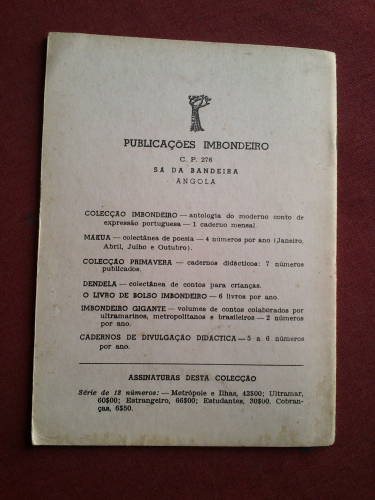 PUBLICAÇÕES IMBONDEIRO
C. P. 276
SA DA BANDEIRA
ANGOLA
COLECÇÃO IMBONDEIRO — antologia do moderno conto de
expressão portuguesa — 1 caderno mensal.
MÁKUA — colectânea de poesia — 4 números por ano (Janeiro,
Abril, Julho e Outubro).
COLECÇÃO PRIMAVERA — cadernos didácticos: 7 números
publicados.
DENDELA — colectânea de contos para crianças.
O LIVRO DE BOLSO IMBONDEIRO — 6 livros por ano.
IMBONDEIRO GIGANTE — volumes de contos colaborados por
ultramarinos, metropolitanos e brasileiros — 2 números
por ano.
CADERNOS DE DIVULGAÇÃO DIDÁCTICA — 5 a 6 números
por ano.
ASSINATURAS DESTA COLECÇÃO
Série de 12 números: — Metrópole e Ilhas, 42$00; Ultramar,
60$00; Estrangeiro, 66$00; Estudantes, 30$00. Cobran-
ças, 6$50.